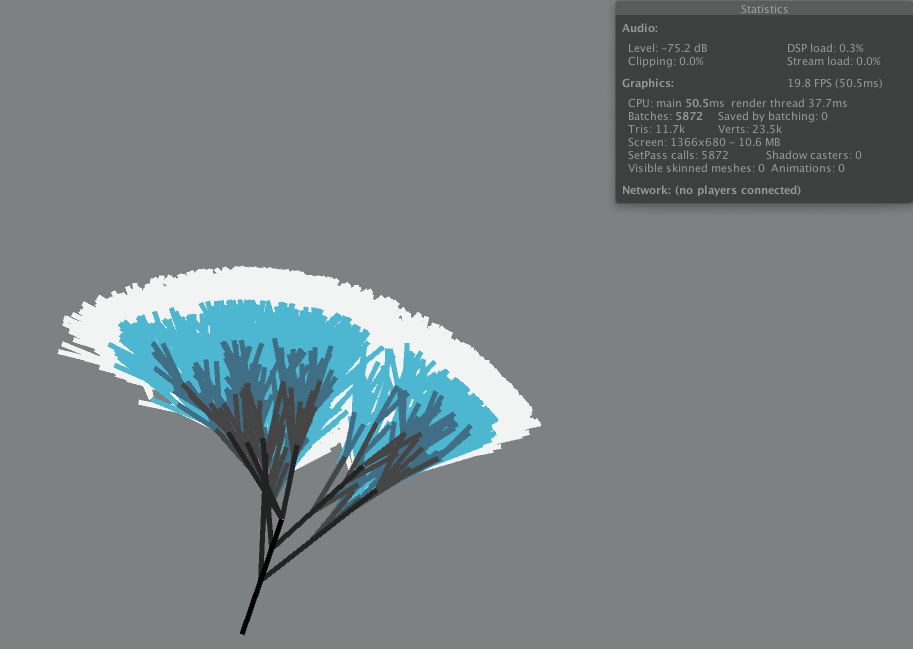 Statistics
Audio:
Level: -75.2 dB DSP load: 0.3%
Clipping: 0.0% Stream load: 0.0%
Graphics: 19.8 FPS (50.5ms)
CPU: main 50.5ms render thread 37.7ms
Batches: 5872 Saved by batching: 0
Tris: 11.7k Verts: 23.5k
Screen: 1366x680 - 10.6 MB
SetPass calls: 5872 Shadow casters: 0
Visible skinned meshes: 0 Animations: 0
Network: (no players connected)